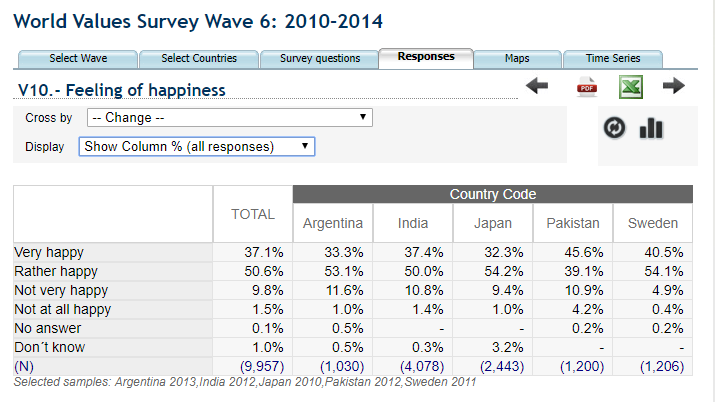 World Values Survey Wave 6: 2010-2014
Select Wave Select Countries Survey questions Responses Maps Time Series
V10.- Feeling of happiness
PDF
Cross by -- Change --
Display Show Column % (all responses)
Country Code
TOTAL Argentina India Japan Pakistan Sweden
Very happy 37.1% 33.3% 37.4% 32.3% 45.6% 40.5%
Rather happy 50.6% 53.1% 50.0% 54.2% 39.1% 54.1%
Not very happy 9.8% 11.6% 10.8% 9.4% 10.9% 4.9%
Not at all happy 1.5% 1.0% 1.4% 1.0% 4.2% 0.4%
No answer 0.1% 0.5% - - 0.2% 0.2%
Don´t know 1.0% 0.5% 0.3% 3.2% - -
(N) (9,957) (1,030) (4,078) (2,443) (1,200) (1,206)
Selected samples: Argentina 2013,India 2012,Japan 2010,Pakistan 2012,Sweden 2011